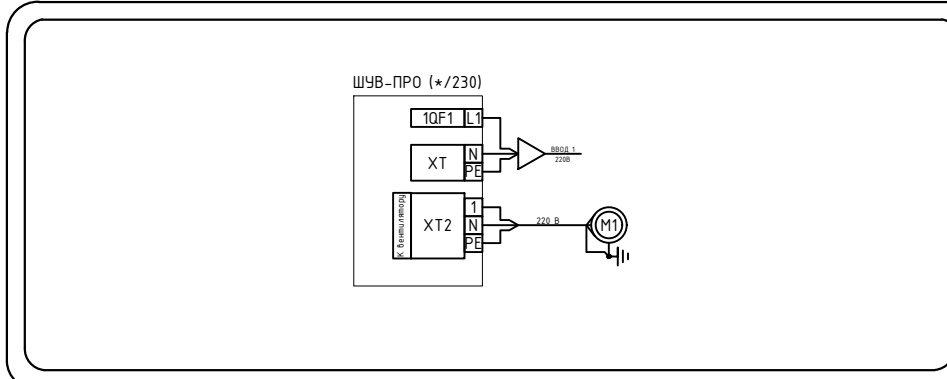 ШУВ-ПРО (*/230)
1QF1 L1
XT N
PE
ВВОД 1
220В
К вентилятору
XT2
1
N
PE
220 В
M1